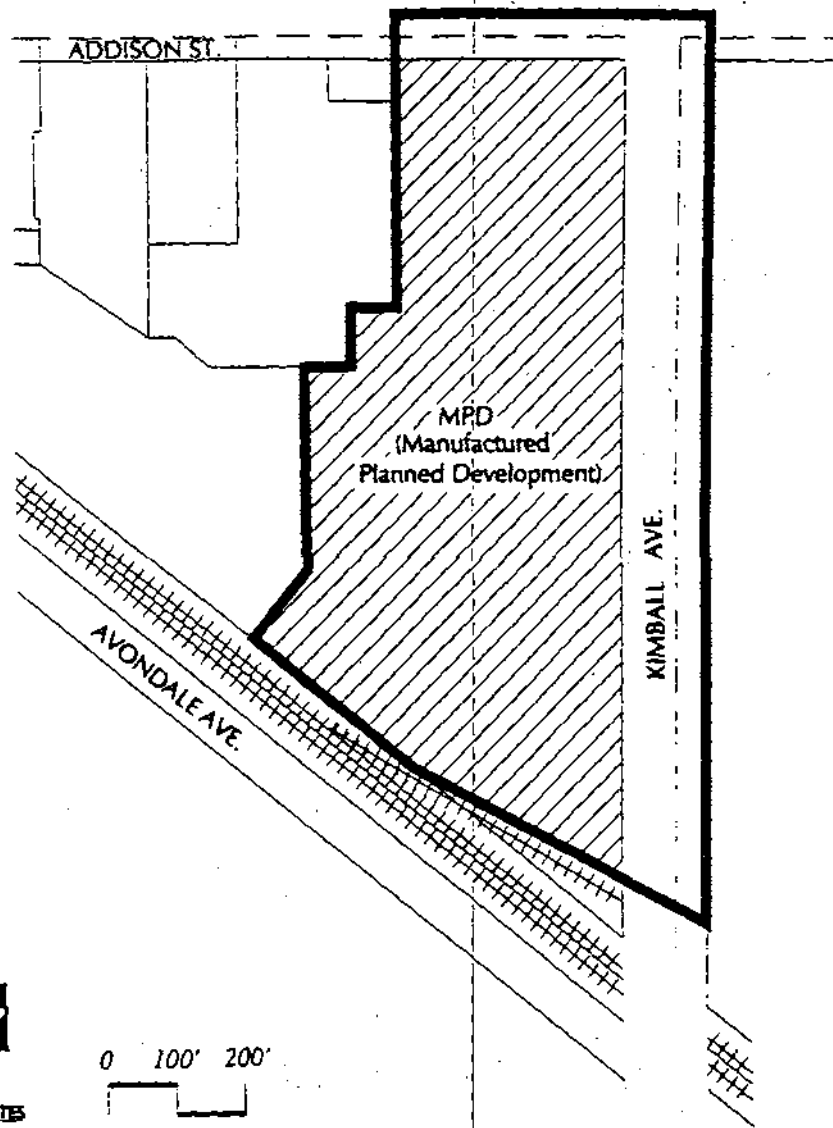 ADDISON ST.
MPD
(Manufactured
Planned Development)
KIMBALL AVE.
AVONDALE AVE.
0 100' 200'